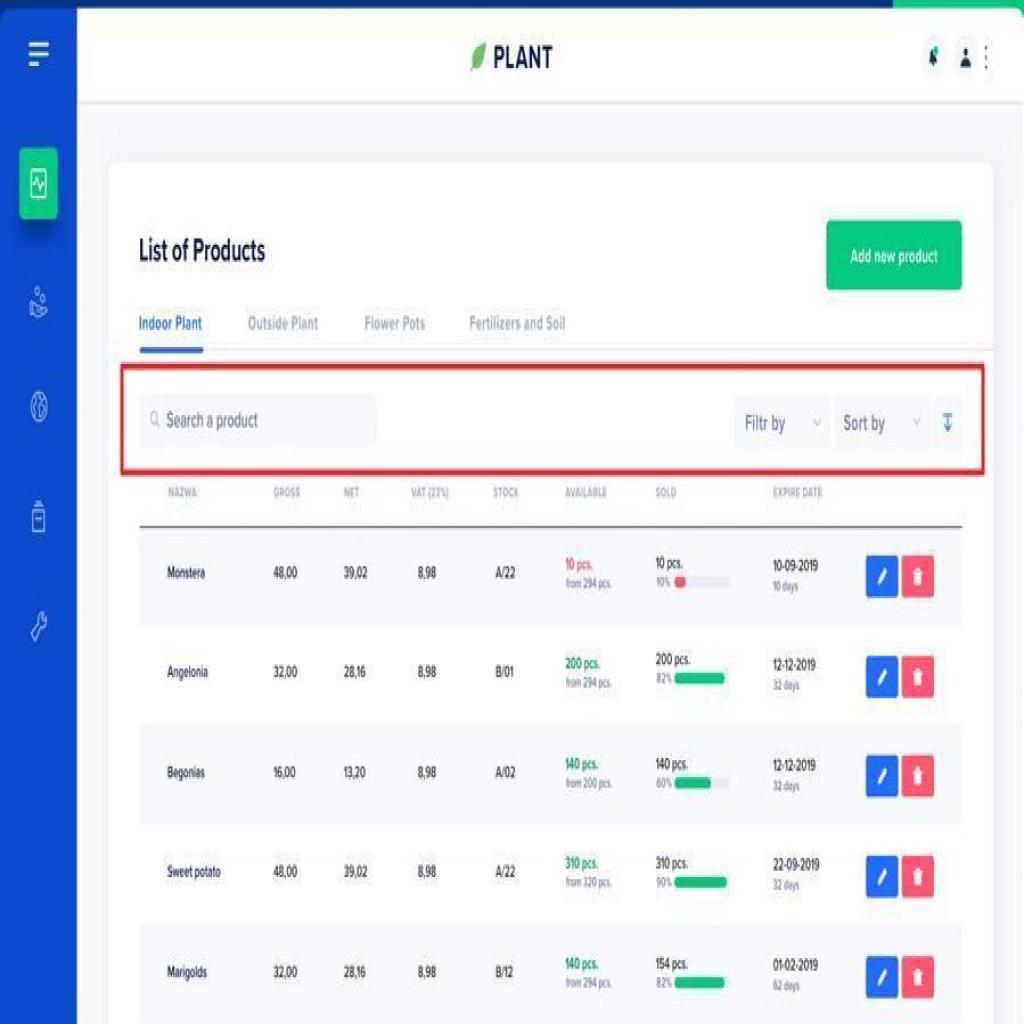 PLANT
List of Products
Add new product
Indoor Plant Outside Plant Flower Pots Fertilizers and Soil
Search a product Filtr by Sort by
NAZWA GROSS NET VAT (23%) STOCK AVAILABLE SOLD EXPIRE DATE
Monstera 48,00 39,02 8,98 A/22 10 pcs. 10 pcs. 10-09-2019
from 294 pcs. 10% 10 days
Angelonia 32,00 28,16 8,98 B/01 200 pcs. 200 pcs. 12-12-2019
from 294 pcs. 82% 32 days
Begonias 16,00 13,20 8,98 A/02 140 pcs. 140 pcs. 12-12-2019
from 200 pcs. 60% 32 days
Sweet potato 48,00 39,02 8,98 A/22 310 pcs. 310 pcs. 22-09-2019
from 320 pcs. 90% 32 days
Marigolds 32,00 28,16 8,98 B/12 140 pcs. 154 pcs. 01-02-2019
from 294 pcs. 82% 62 days